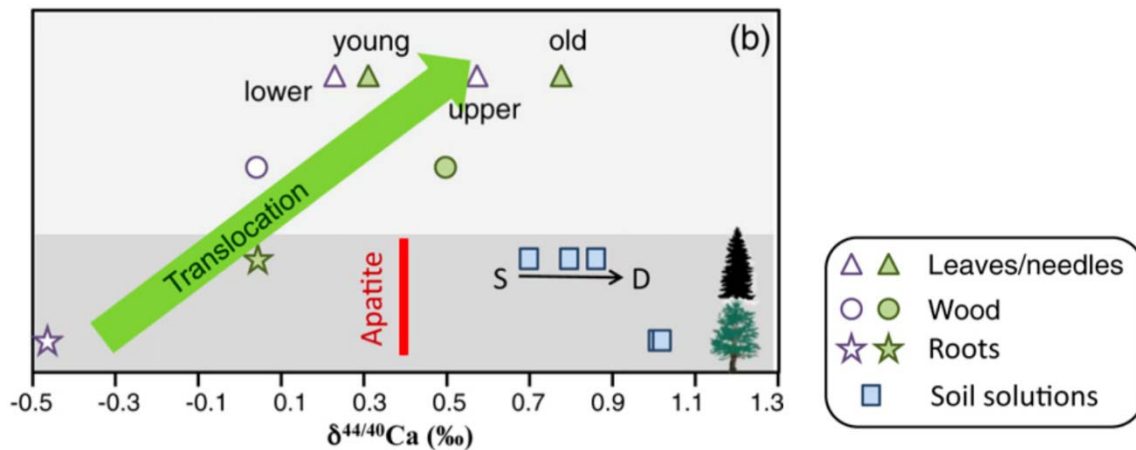 (b)
young
old
lower
upper
Translocation
Apatite
S
D
-0.5
-0.3
-0.1
0.1
0.3
0.5
0.7
0.9
1.1
1.3
δ44/40Ca (‰)
Leaves/needles
Wood
Roots
Soil solutions